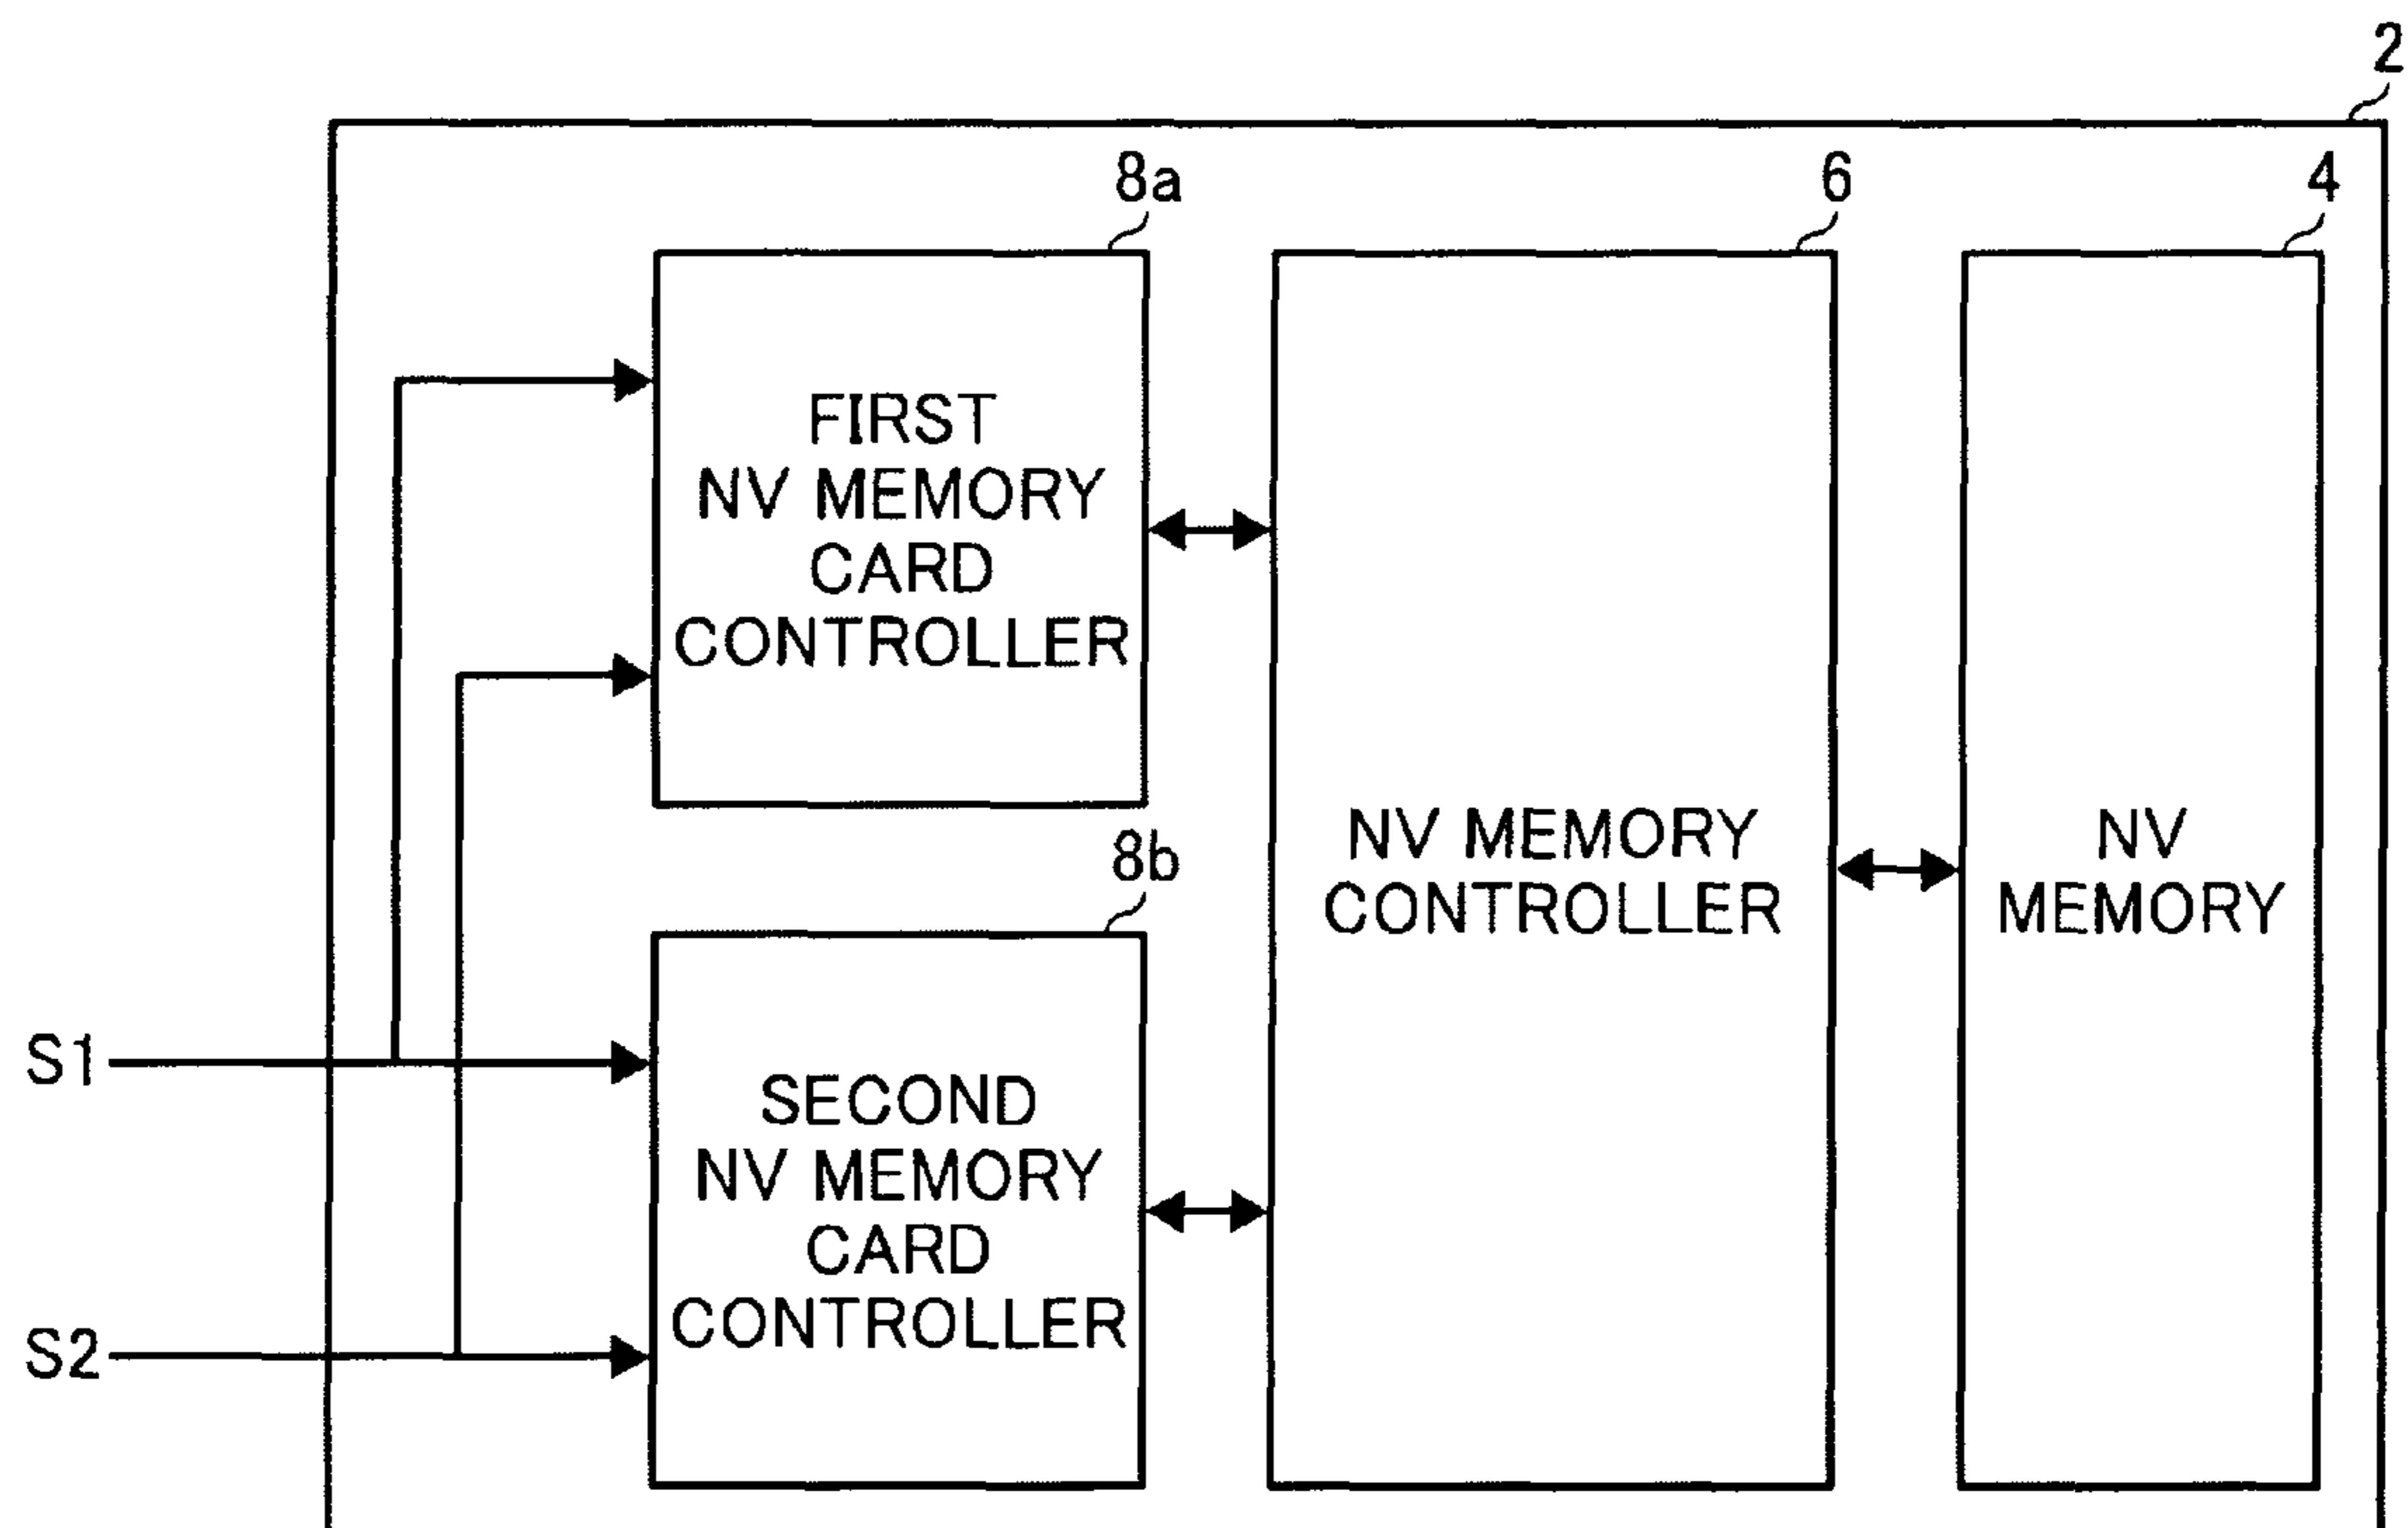 2
8a
6
4
FIRST
NV MEMORY
CARD
CONTROLLER
8b
NV MEMORY
CONTROLLER
NV
MEMORY
S1
SECOND
NV MEMORY
CARD
CONTROLLER
S2